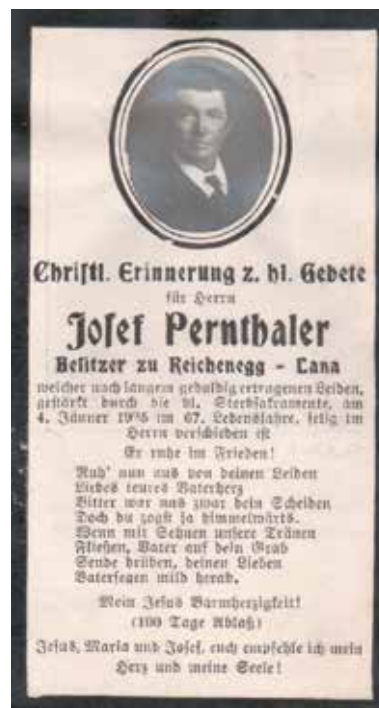 Christl. Erinnerung z. hl. Gebete
für Herrn
Josef Pernthaler
Besitzer zu Reichenegg - Lana
welcher nach langem geduldig ertragenen Leiden,
gestärkt durch die hl. Sterbsakramente, am
4. Jänner im 67. Lebensjahre, selig im
Herrn verschieden ist
Er ruhe im Frieden!
Ruh' nun aus von deinen Leiden
Liebes teures Vaterherz
Bitter war uns zwar dein Scheiden
Doch du zogst ja himmelwärts.
Wenn mit Sehnen unsere Tränen
Fließen, Vater auf dein Grab
Sende drüben, deinen Lieben
Vatersegen mild herab.
Mein Jesus Barmherzigkeit!
(100 Tage Ablaß)
Jesus, Maria und Josef, euch empfehle ich mein
Herz und meine Seele!